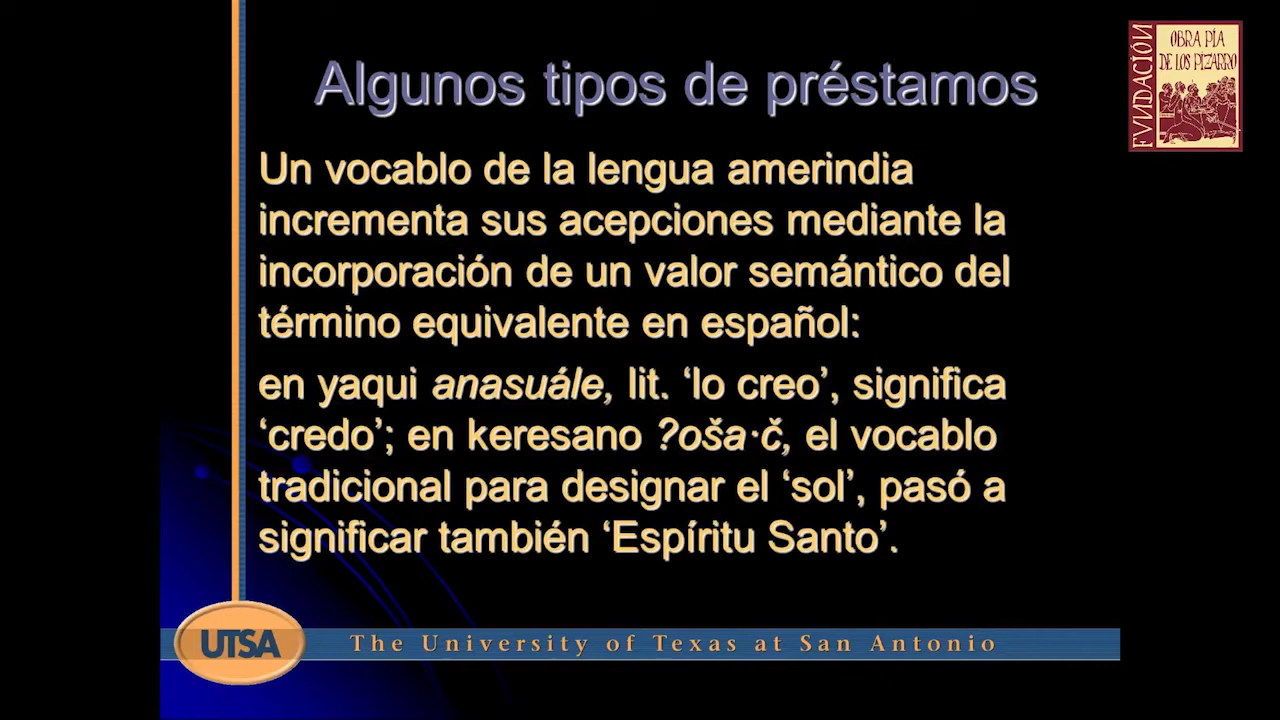 Algunos tipos de préstamos
FVNDACIÓN
OBRA PÍA
DE LOS PIZARRO
Un vocablo de la lengua amerindia
incrementa sus acepciones mediante la
incorporación de un valor semántico del
término equivalente en español:
en yaqui anasuále, lit. ‘lo creo’, significa
‘credo’; en keresano ?oša·č, el vocablo
tradicional para designar el ‘sol’, pasó a
significar también ‘Espíritu Santo’.
UTSA
The University of Texas at San Antonio